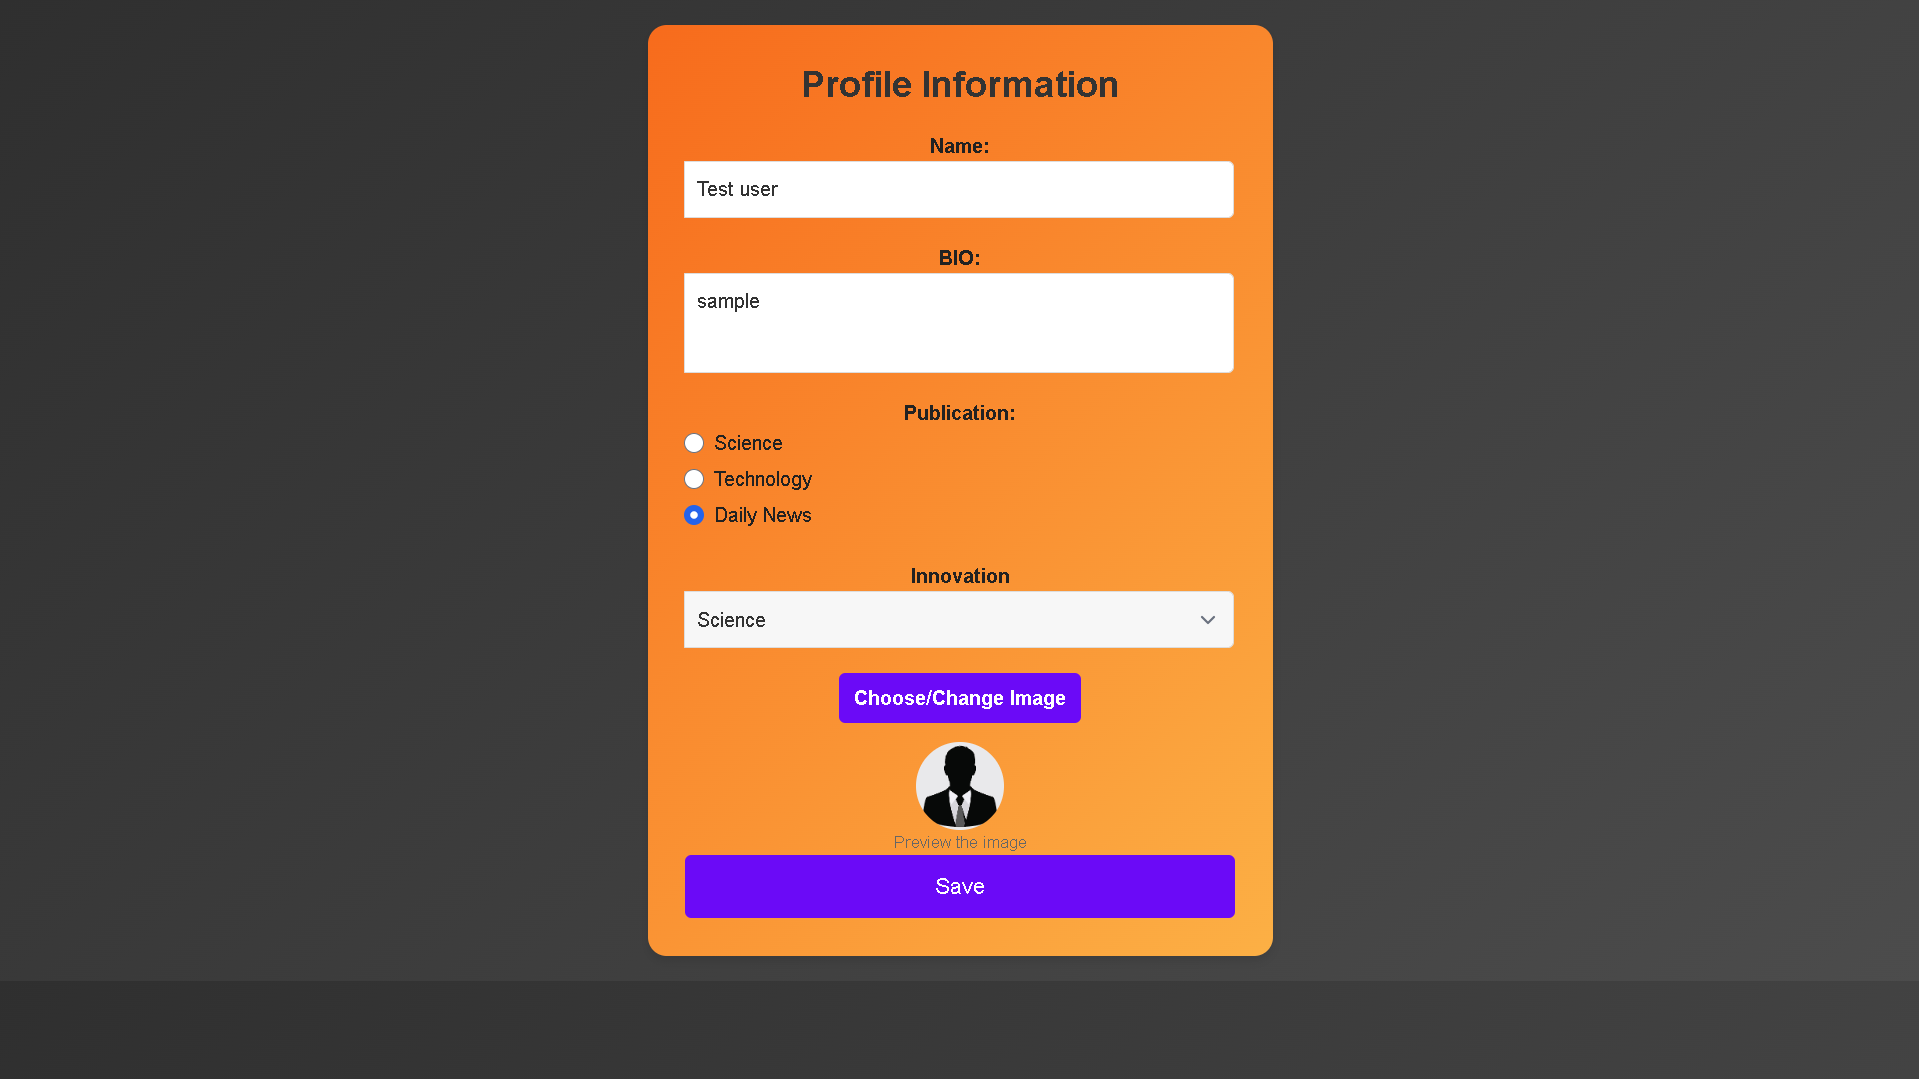 Profile Information
Name:
Test user
BIO:
sample
Publication:
Science
Technology
Daily News
Innovation
Science
Choose/Change Image
Preview the image
Save